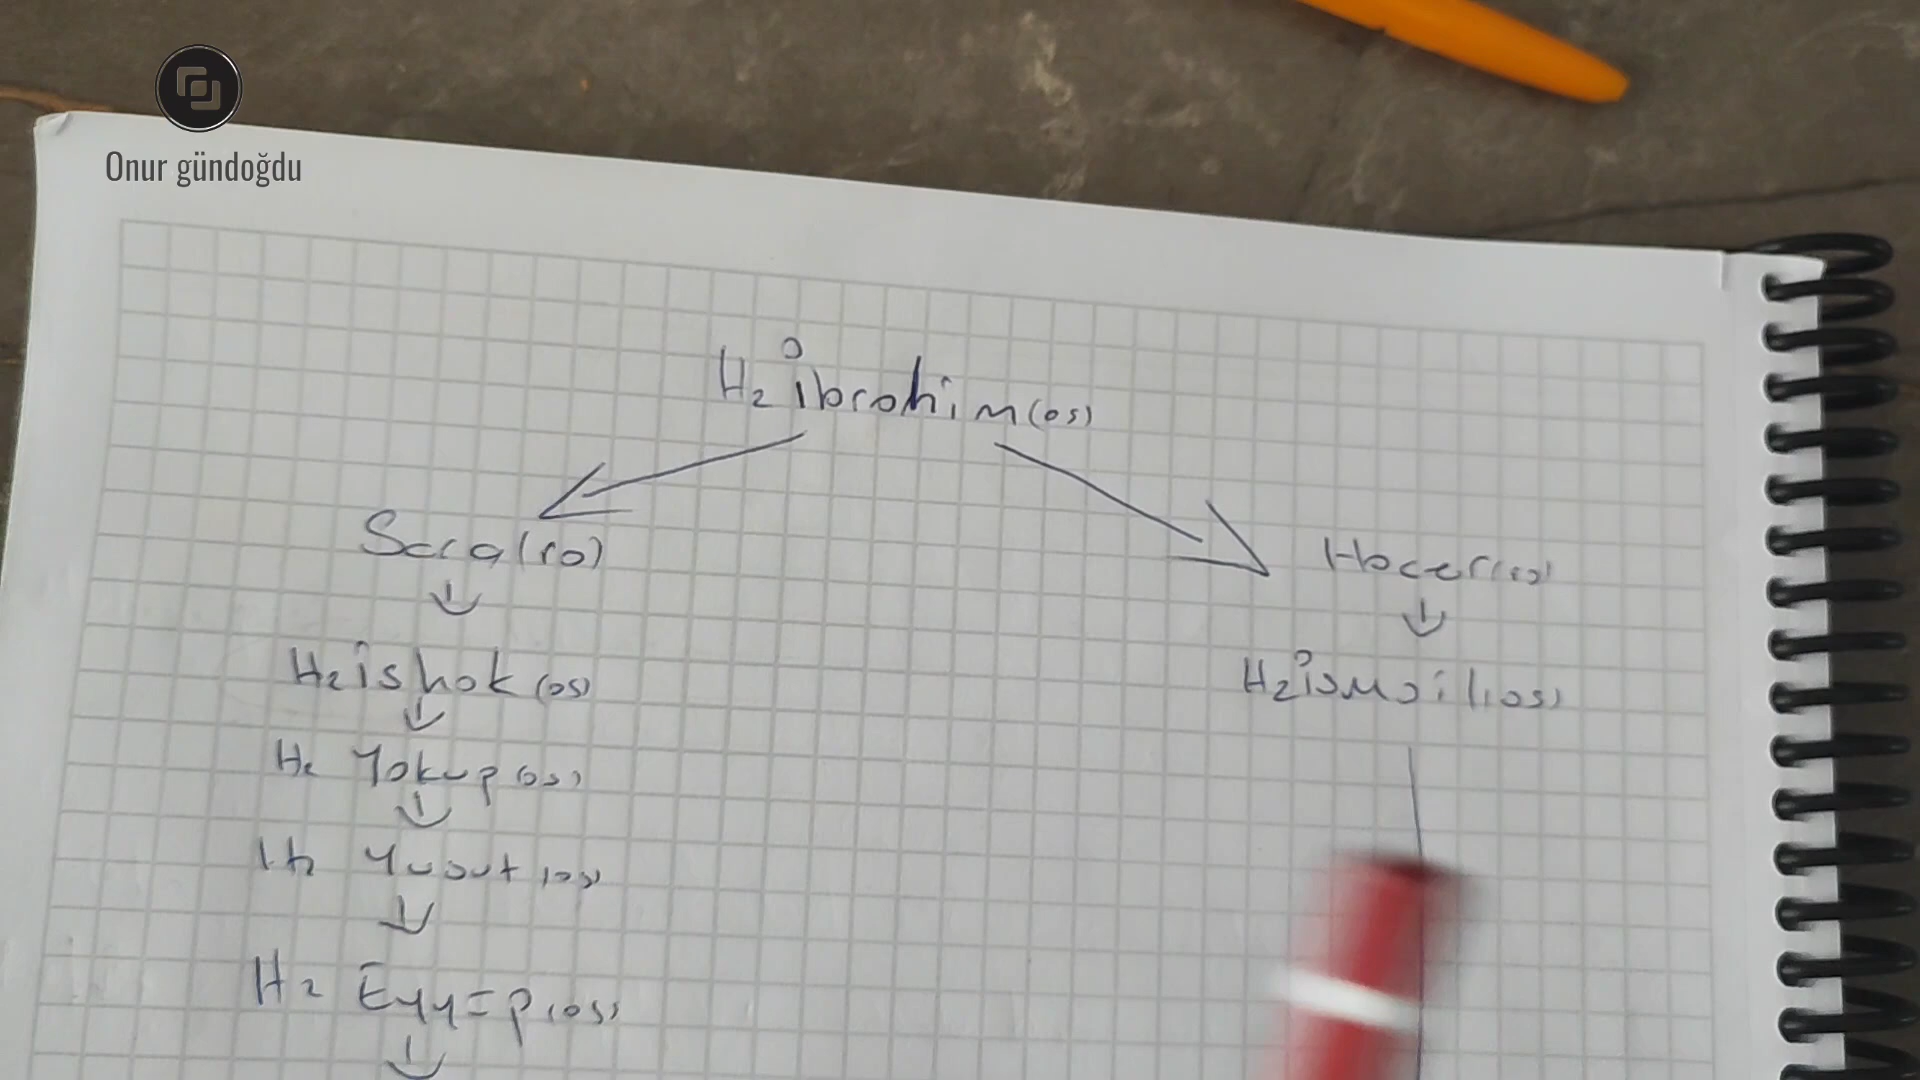 Onur gündoğdu
Hz İbrahim (as)
Sara (ra)
Hacer (ra)
Hz ishak (as)
Hz İsmail (as)
Hz Yakup (as)
Hz Yusuf (as)
Hz Eyyüp (as)